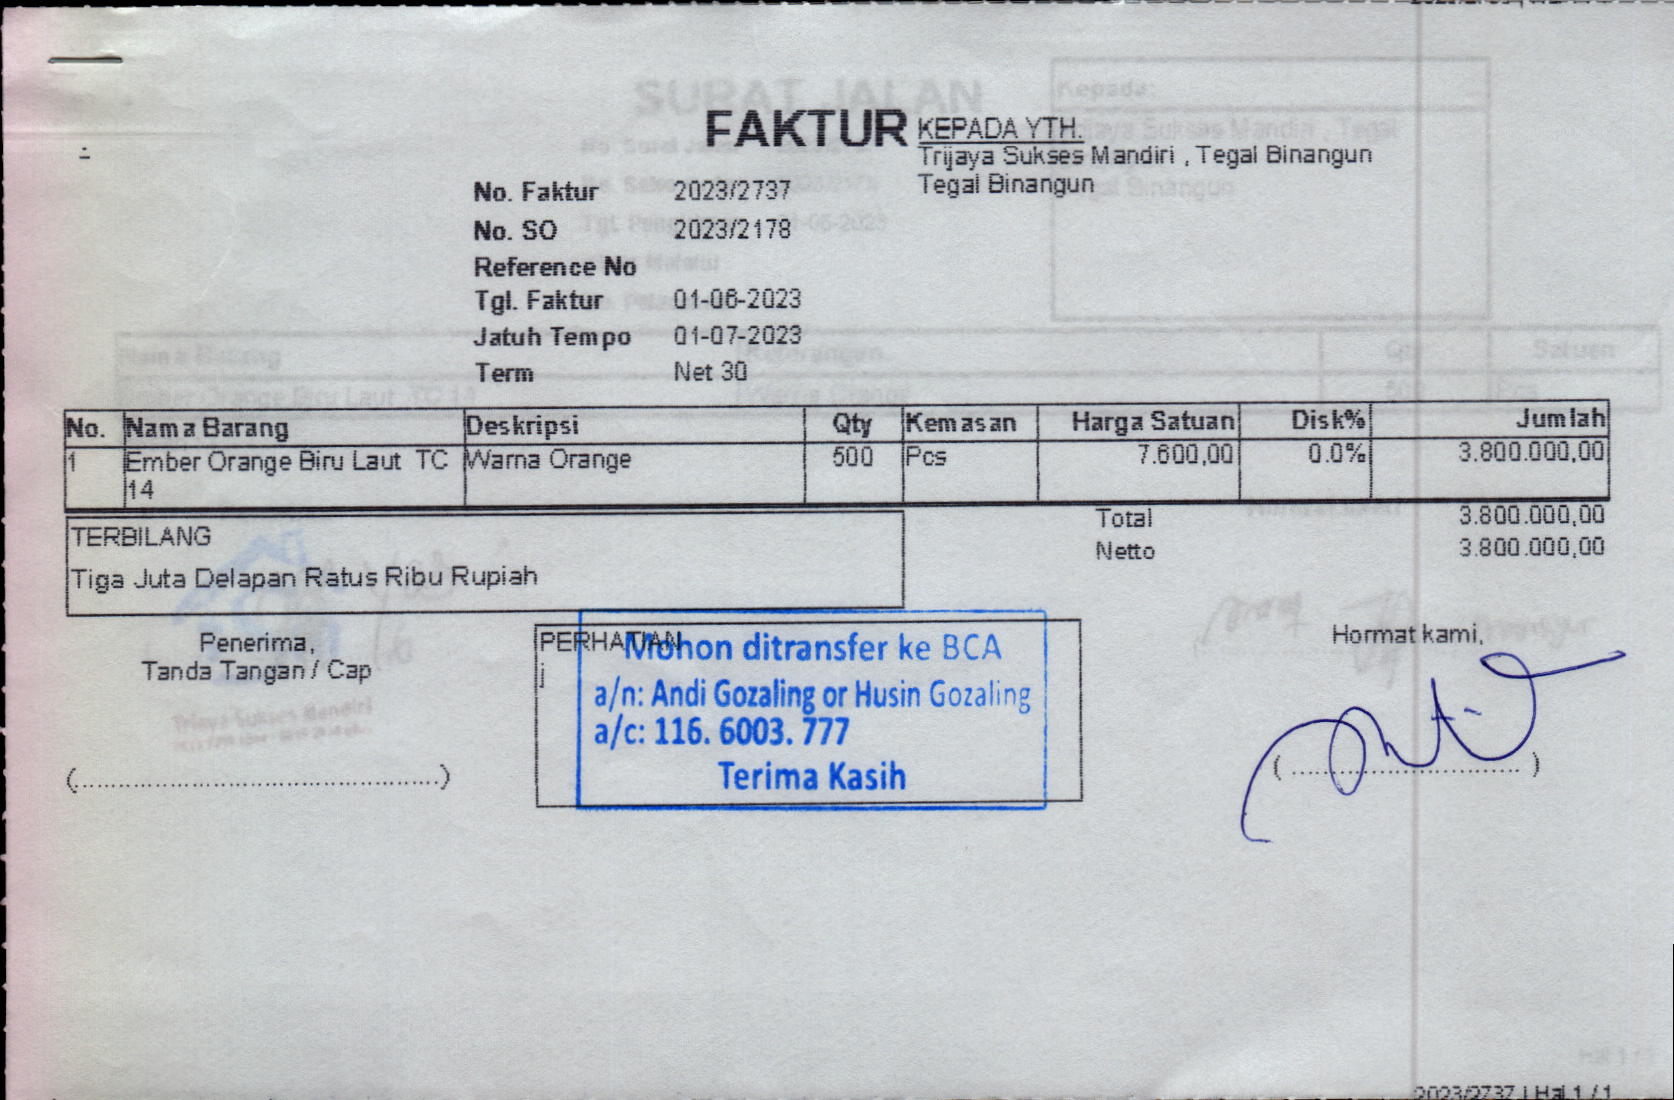 FAKTUR
KEPADA YTH.
Trijaya Sukses Mandiri , Tegal Binangun
Tegal Binangun
No. Faktur 2023/2737
No. SO 2023/2178
Reference No
Tgl. Faktur 01-06-2023
Jatuh Tempo 01-07-2023
Term Net 30
No. Nama Barang Deskripsi Qty Kemasan Harga Satuan Disk% Jumlah
1 Ember Orange Biru Laut TC Warna Orange 500 Pcs 7.600,00 0.0% 3.800.000,00
14
Total 3.800.000,00
Netto 3.800.000,00
TERBILANG
Tiga Juta Delapan Ratus Ribu Rupiah
Penerima,
Tanda Tangan / Cap
(................................................)
PERHATIAN
j
Mohon ditransfer ke BCA
a/n: Andi Gozaling or Husin Gozaling
a/c: 116. 6003. 777
Terima Kasih
Hormat kami,
(..............................)
2023/2737 | Hal 1 / 1